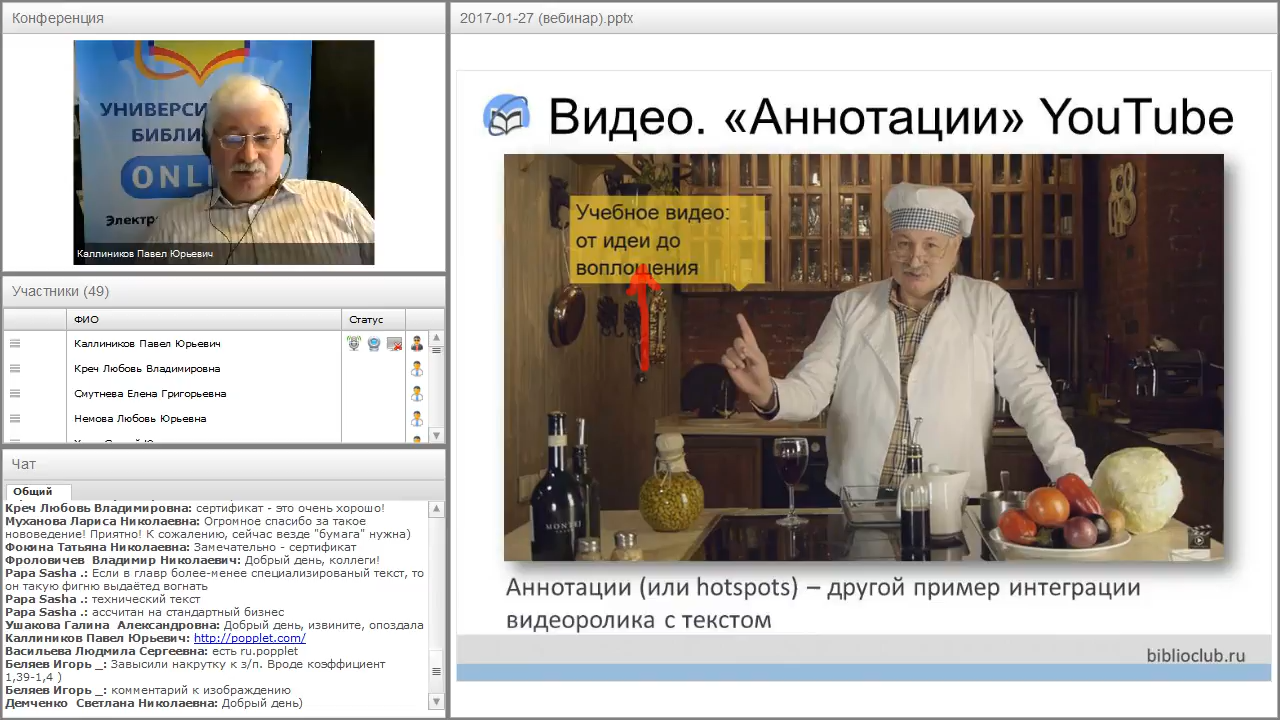 Конференция
УНИВЕРСИ
БИБЛИ
ONL
Электр
Каллиников Павел Юрьевич
Участники (49)
ФИО
Статус
Каллиников Павел Юрьевич
Креч Любовь Владимировна
Смутнева Елена Григорьевна
Немова Любовь Юрьевна
Чат
Общий
Креч Любовь Владимировна: сертификат - это очень хорошо!
Муханова Лариса Николаевна: Огромное спасибо за такое
нововедение! Приятно! К сожалению, сейчас везде "бумага" нужна)
Фокина Татьяна Николаевна: Замечательно - сертификат
Фроловичев Владимир Николаевич: Добрый день, коллеги!
Papa Sasha .: Если в главр более-менее специализированый текст, то
он такую фигню выдаётед вогнать
Papa Sasha .: технический текст
Papa Sasha .: ассчитан на стандартный бизнес
Ушакова Галина Александровна: Добрый день, извините, опоздала
Каллиников Павел Юрьевич: http://popplet.com/
Васильева Людмила Сергеевна: есть ru.popplet
Беляев Игорь _: Завысили накрутку к з/п. Вроде коэффициент
1,39-1,4 )
Беляев Игорь _: комментарий к изображению
Демченко Светлана Николаевна: Добрый день)
2017-01-27 (вебинар).pptx
Видео. «Аннотации» YouTube
Учебное видео:
от идеи до
воплощения
Аннотации (или hotspots) – другой пример интеграции
видеоролика с текстом
biblioclub.ru